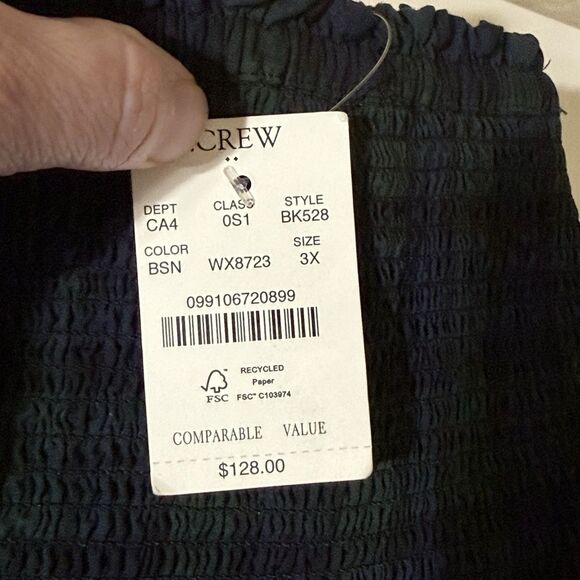 .CREW
DEPT CLASS STYLE
CA4 0S1 BK528
COLOR SIZE
BSN WX8723 3X
099106720899
RECYCLED
Paper
FSC FSC™ C103974
COMPARABLE VALUE
$128.00